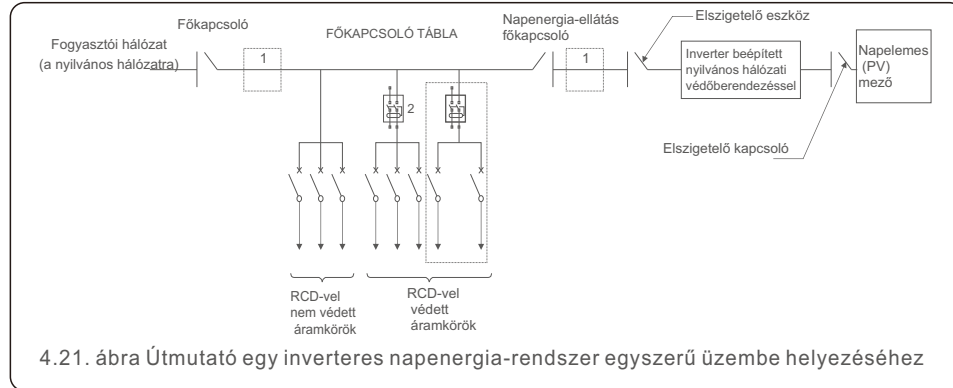 Főkapcsoló
Fogyasztói hálózat
(a nyilvános hálózatra)
1
FŐKAPCSOLÓ TÁBLA
Napenergia-ellátás
főkapcsoló
1
Elszigetelő eszköz
Inverter beépített
nyilvános hálózati
védőberendezéssel
Napelemes
(PV)
mező
Elszigetelő kapcsoló
2
RCD-vel
nem védett
áramkörök
RCD-vel
védett
áramkörök
4.21. ábra Útmutató egy inverteres napenergia-rendszer egyszerű üzembe helyezéséhez